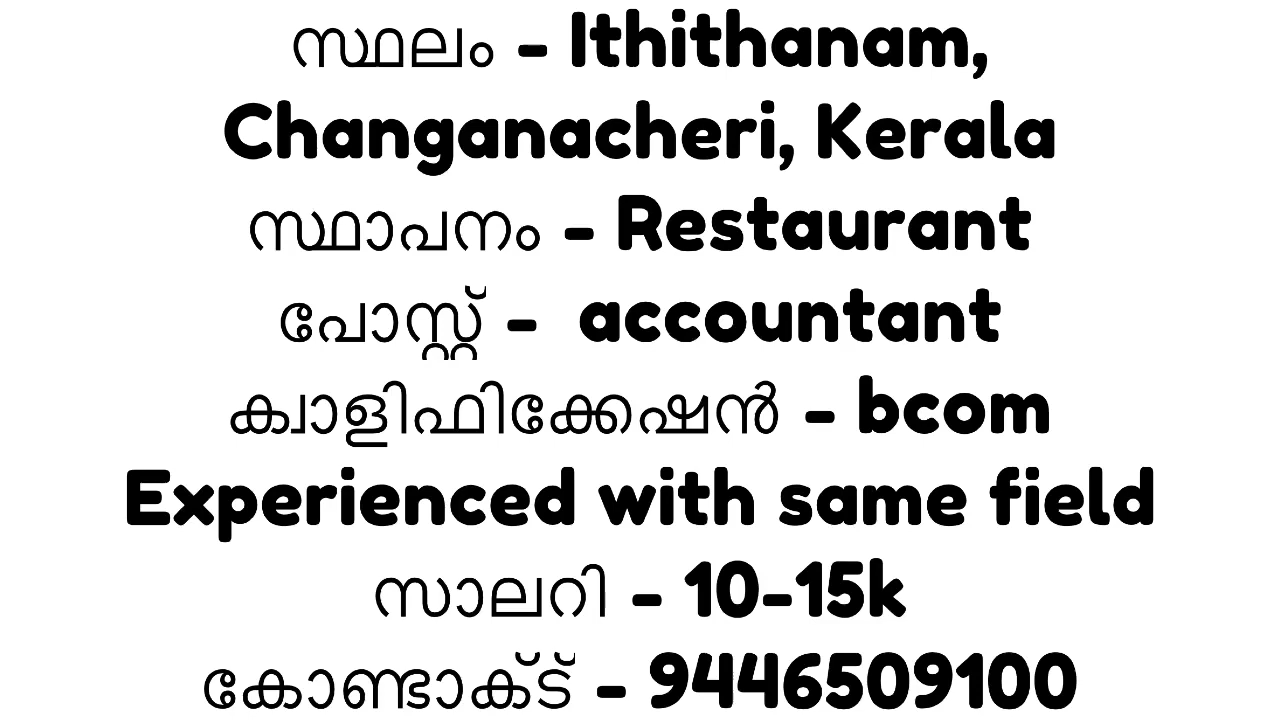 സ്ഥലം - Ithithanam,
Changanacheri, Kerala
സ്ഥാപനം - Restaurant
പോസ്റ്റ് - accountant
ക്വാളിഫിക്കേഷൻ - bcom
Experienced with same field
സാലറി - 10-15k
കോണ്ടാക്ട് - 9446509100